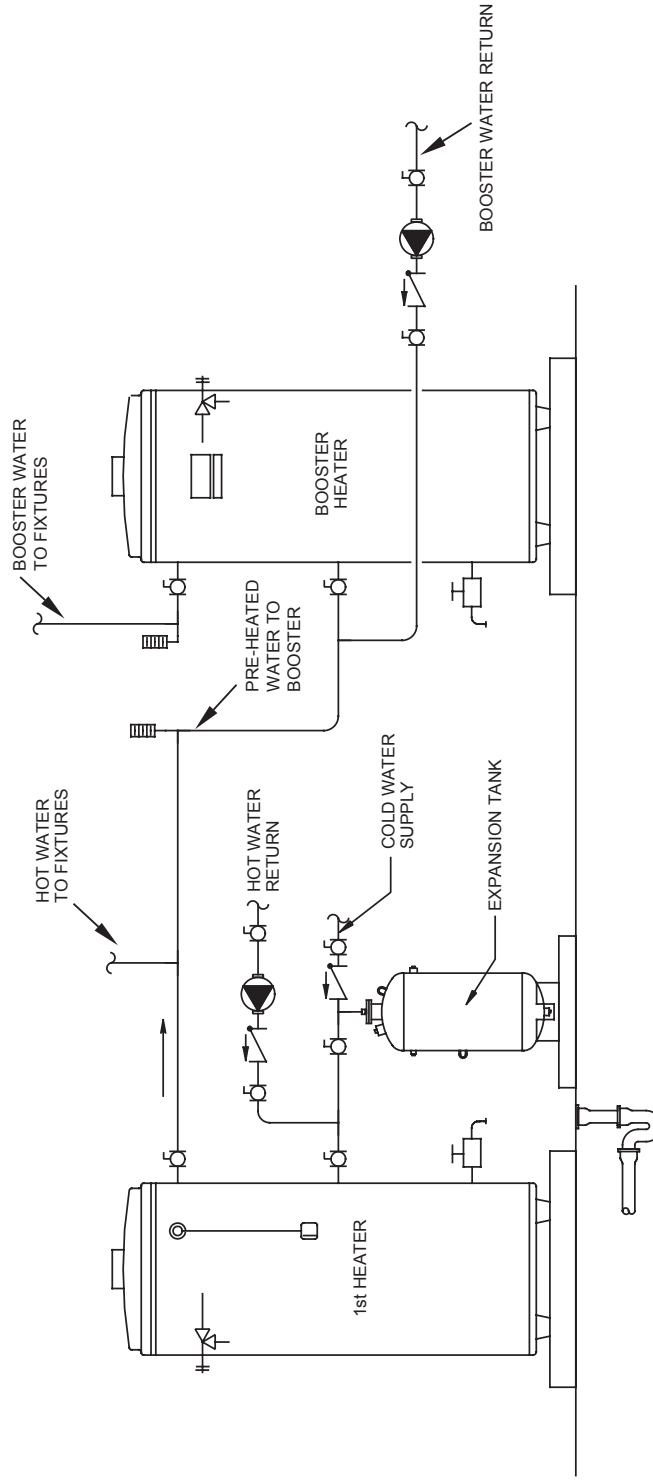 HOT WATER
TO FIXTURES
BOOSTER WATER
TO FIXTURES
PRE-HEATED
WATER TO
BOOSTER
HOT WATER
RETURN
COLD WATER
SUPPLY
EXPANSION TANK
1st HEATER
BOOSTER
HEATER
BOOSTER WATER RETURN